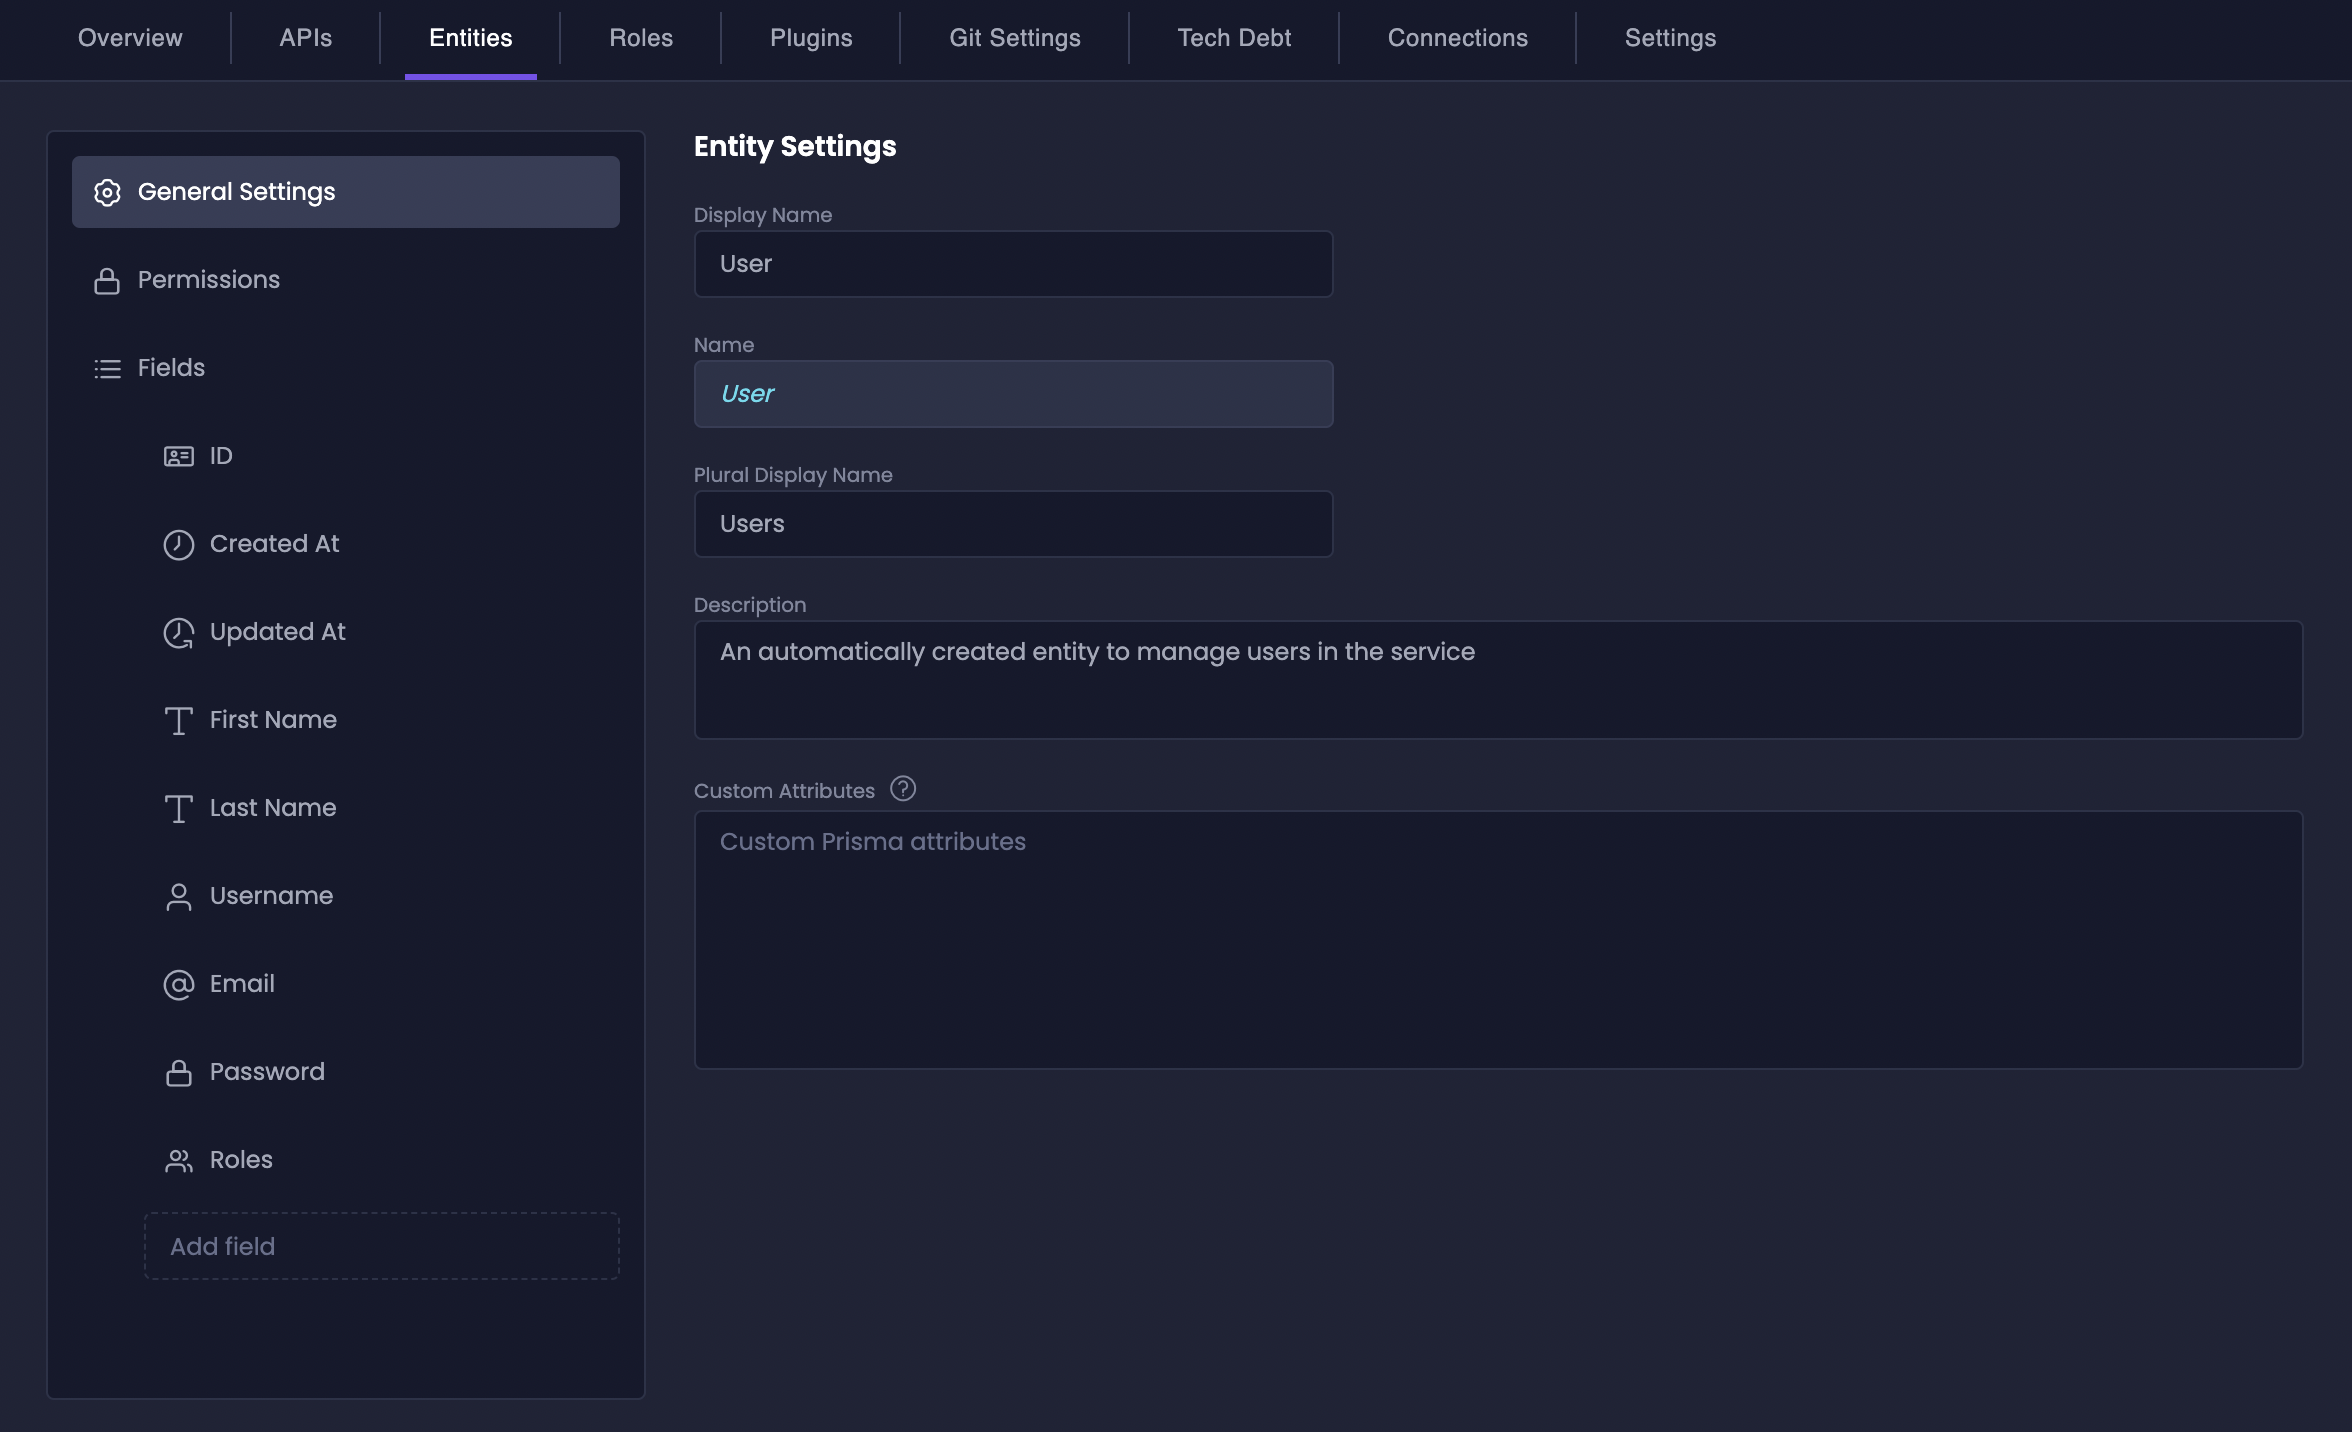 Overview APIs Entities Roles Plugins Git Settings Tech Debt Connections Settings
General Settings
Permissions
Fields
ID
Created At
Updated At
First Name
Last Name
Username
Email
Password
Roles
Add field
Entity Settings
Display Name
User
Name
User
Plural Display Name
Users
Description
An automatically created entity to manage users in the service
Custom Attributes
Custom Prisma attributes